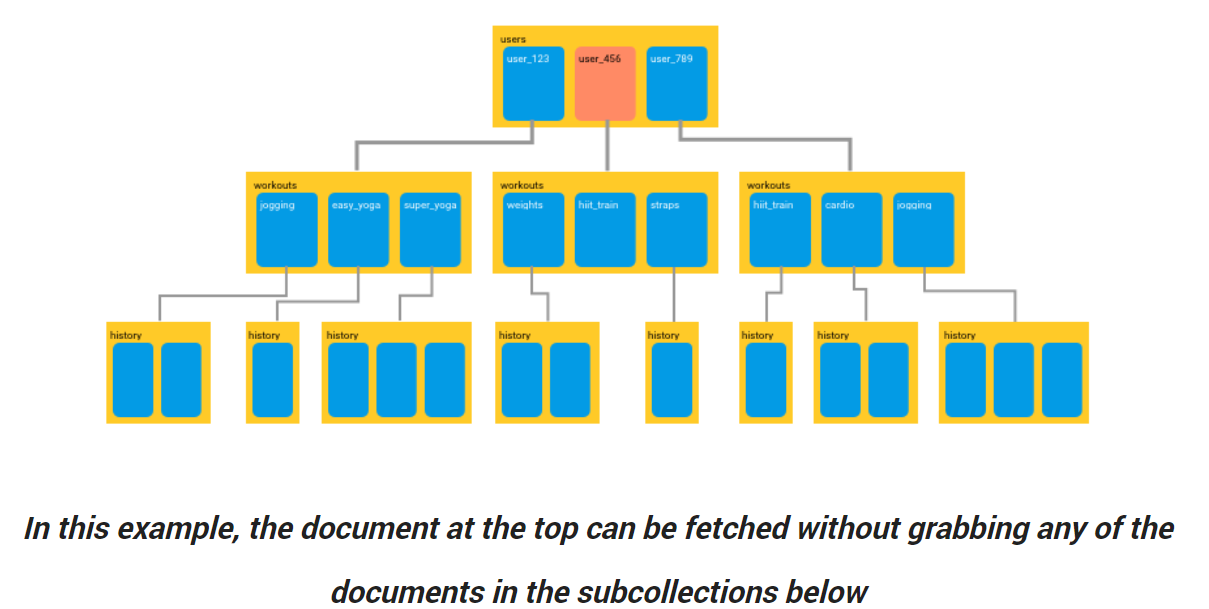 users
user_123 user_456 user_789
workouts workouts workouts
jogging easy_yoga super_yoga weights hiit_train straps hiit_train cardio jogging
history history history history history history history history
In this example, the document at the top can be fetched without grabbing any of the
documents in the subcollections below